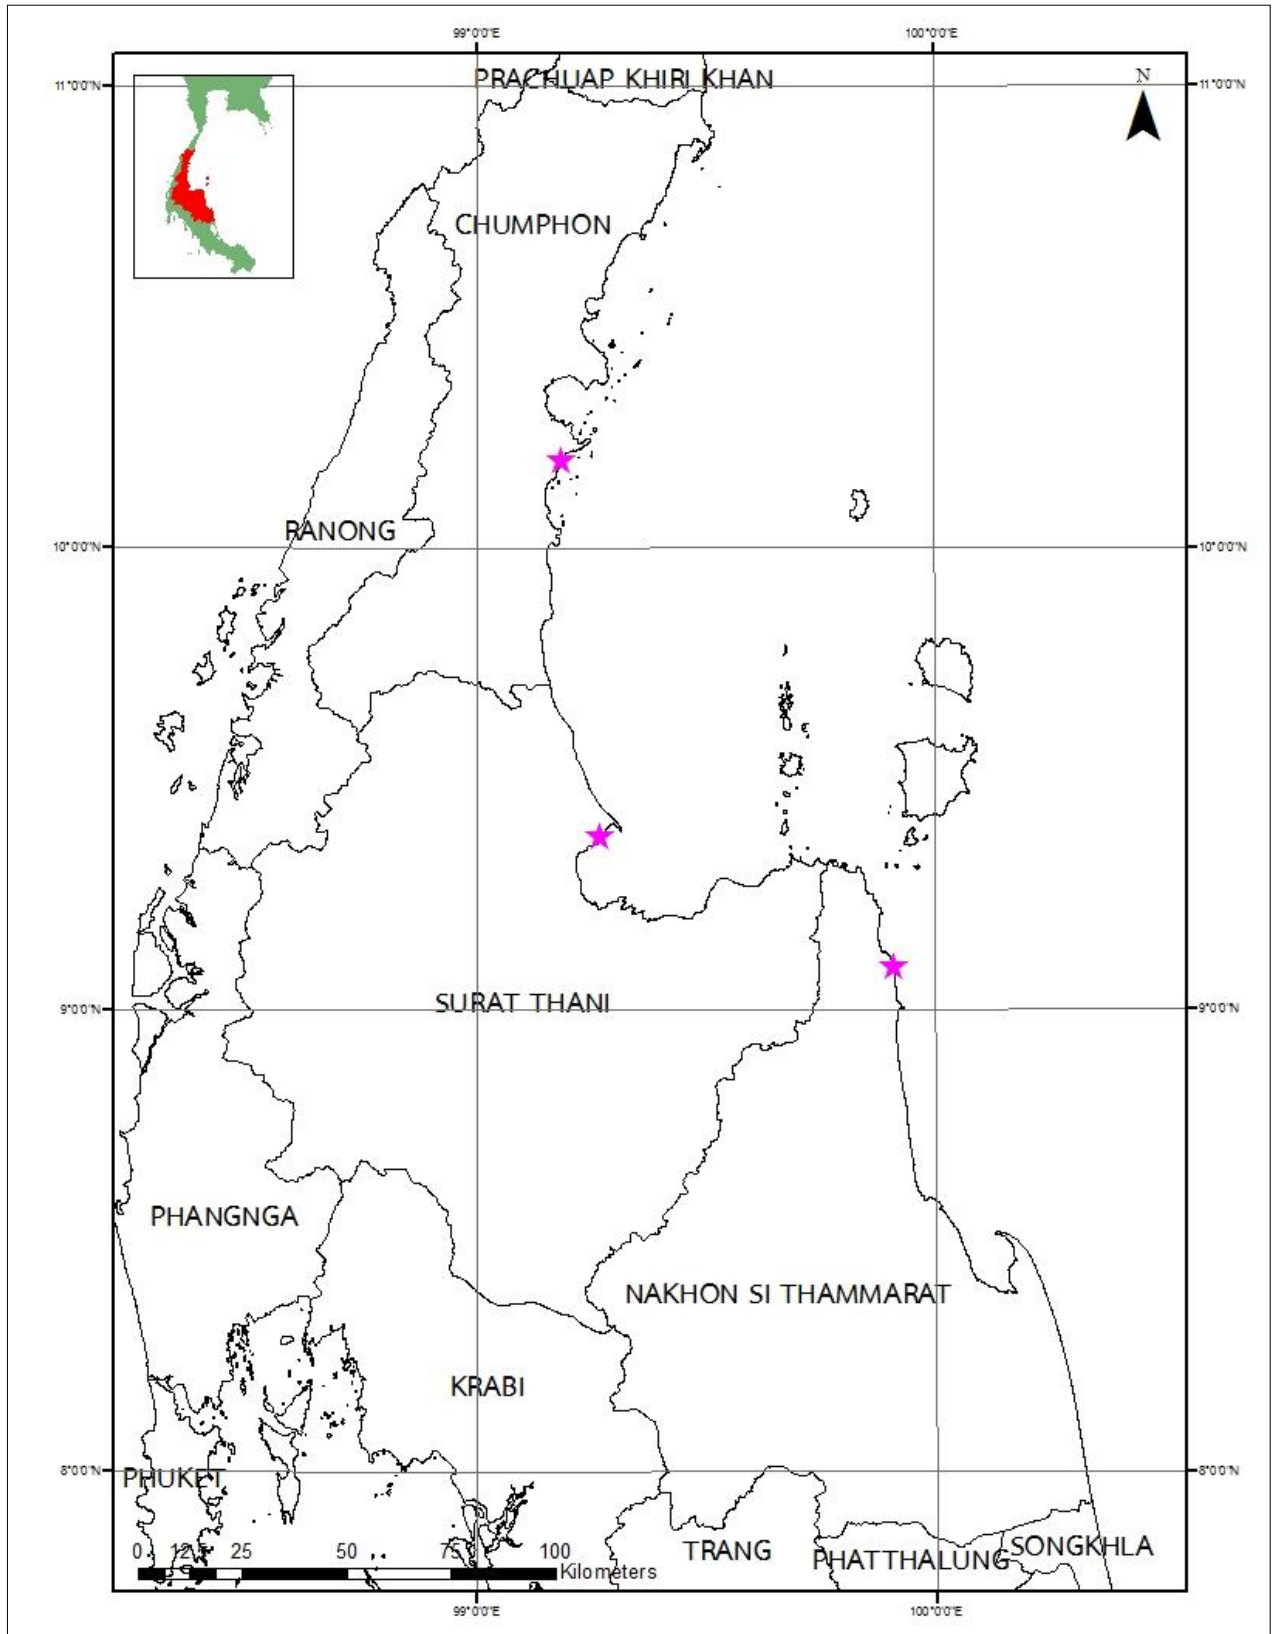 99°0'0"E 100°0'0"E
11°0'0"N PRACHUAP KHIRI KHAN N 11°0'0"N
CHUMPHON
RANONG
10°0'0"N 10°0'0"N
SURAT THANI
9°0'0"N 9°0'0"N
PHANGNGA
NAKHON SI THAMMARAT
KRABI
8°0'0"N PHUKET 8°0'0"N
TRANG PHATTHALUNG SONGKHLA
0 25 50 75 100
Kilometers
99°0'0"E 100°0'0"E